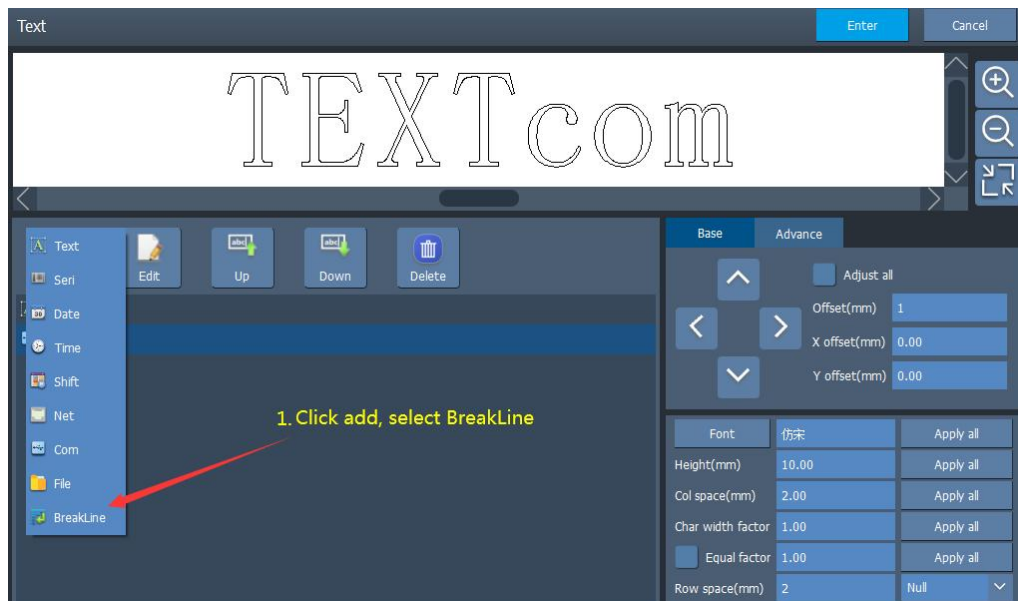 Text Enter Cancel
TEXTcom
Text
Seri
Date
Time
Shift
Net
Com
File
BreakLine
Edit Up Down Delete
1. Click add, select BreakLine
Base Advance
Adjust all
Offset(mm) 1
X offset(mm) 0.00
Y offset(mm) 0.00
Font 仿宋 Apply all
Height(mm) 10.00 Apply all
Col space(mm) 2.00 Apply all
Char width factor 1.00 Apply all
Equal factor 1.00 Apply all
Row space(mm) 2 Null